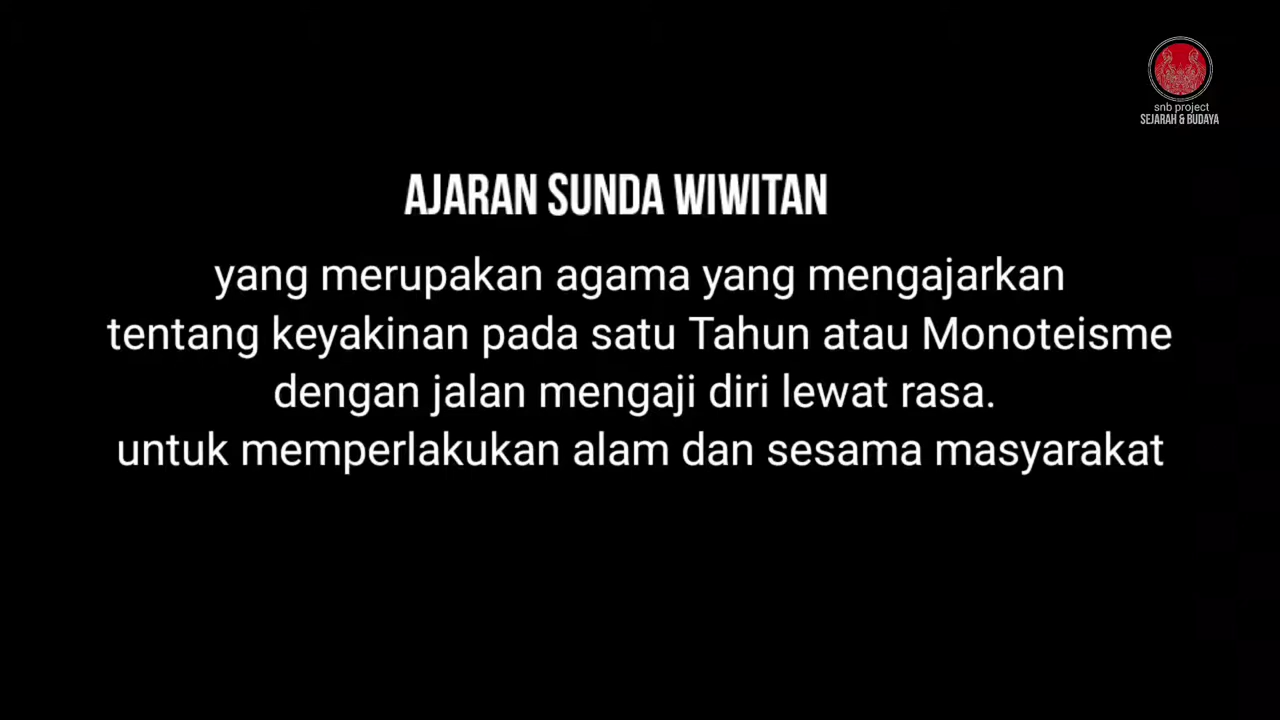 snb project
SEJARAH & BUDAYA
AJARAN SUNDA WIWITAN
yang merupakan agama yang mengajarkan
tentang keyakinan pada satu Tahun atau Monoteisme
dengan jalan mengaji diri lewat rasa.
untuk memperlakukan alam dan sesama masyarakat